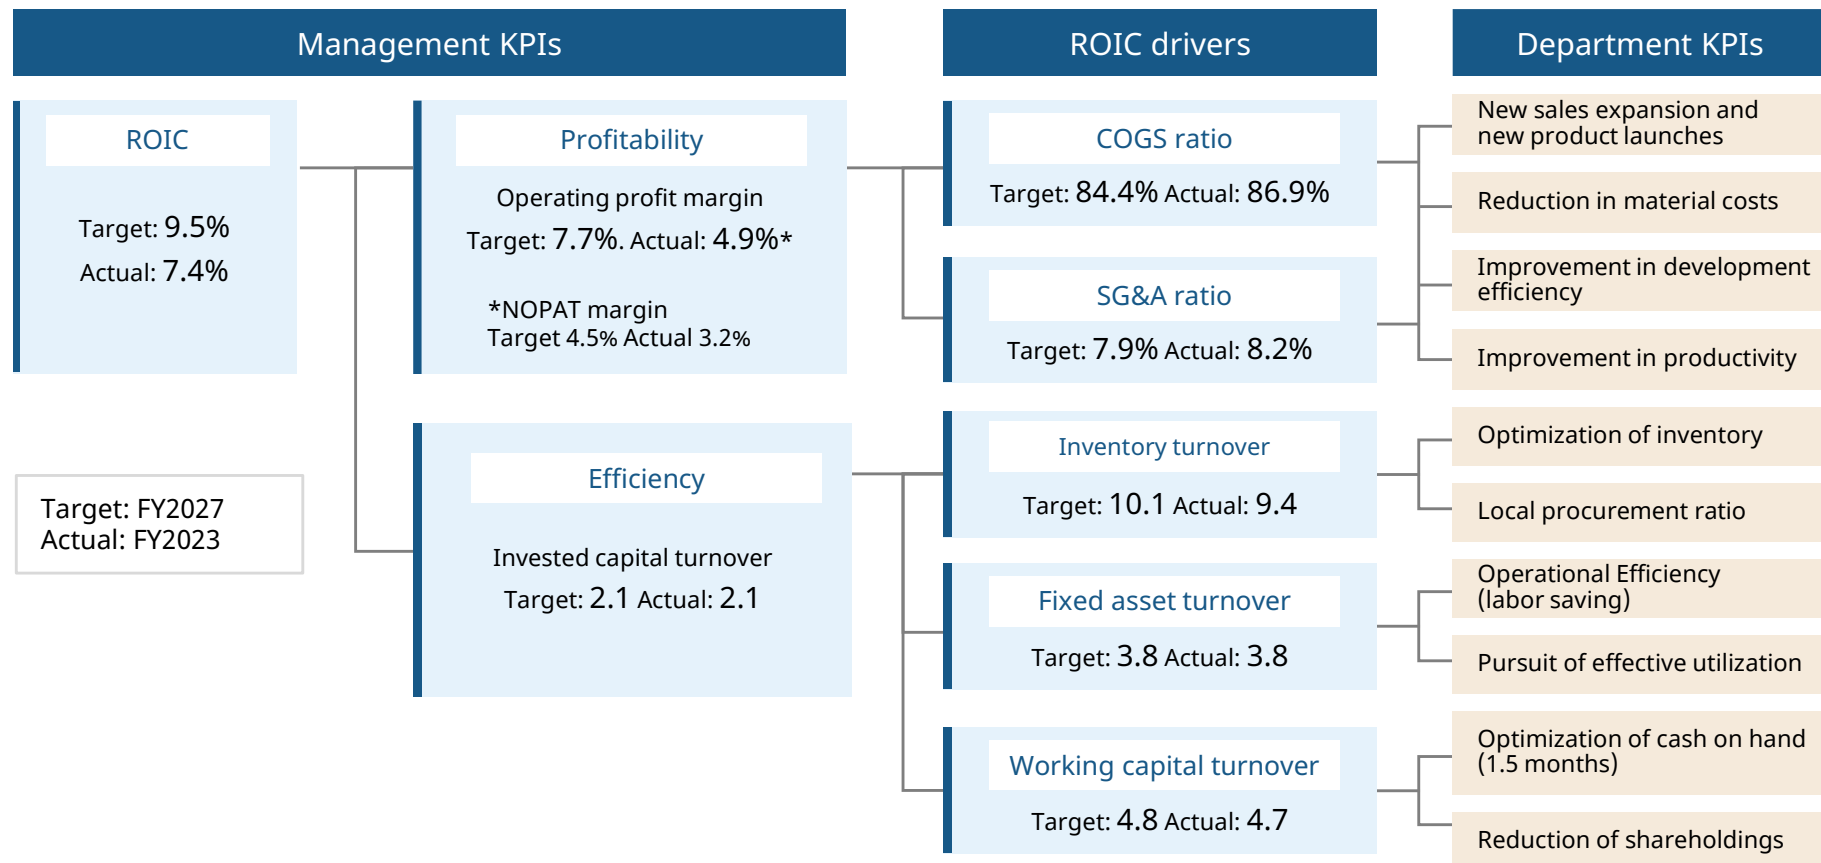 Management KPIs
ROIC drivers
Department KPIs
ROIC
Target: 9.5%
Actual: 7.4%
Profitability
Operating profit margin
Target: 7.7%. Actual: 4.9%*
*NOPAT margin
Target 4.5% Actual 3.2%
Efficiency
Invested capital turnover
Target: 2.1 Actual: 2.1
Target: FY2027
Actual: FY2023
COGS ratio
Target: 84.4% Actual: 86.9%
SG&A ratio
Target: 7.9% Actual: 8.2%
Inventory turnover
Target: 10.1 Actual: 9.4
Fixed asset turnover
Target: 3.8 Actual: 3.8
Working capital turnover
Target: 4.8 Actual: 4.7
New sales expansion and
new product launches
Reduction in material costs
Improvement in development
efficiency
Improvement in productivity
Optimization of inventory
Local procurement ratio
Operational Efficiency
(labor saving)
Pursuit of effective utilization
Optimization of cash on hand
(1.5 months)
Reduction of shareholdings